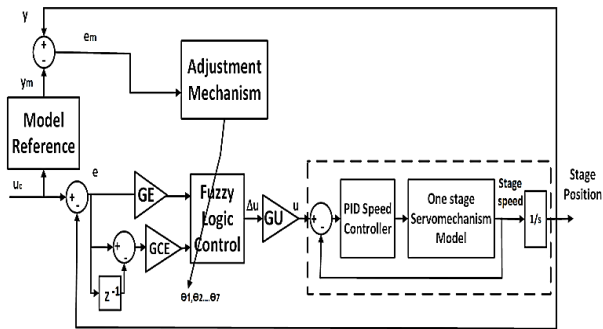 y
+
-
em
ym
Adjustment
Mechanism
Model
Reference
uc
+
-
e
GE
+
-
GCE
z-1
Fuzzy
Logic
Control
Δu
GU
u
+
-
PID Speed
Controller
One stage
Servomechanism
Model
Stage
speed
1/s
Stage
Position
θ1,θ2...θ7